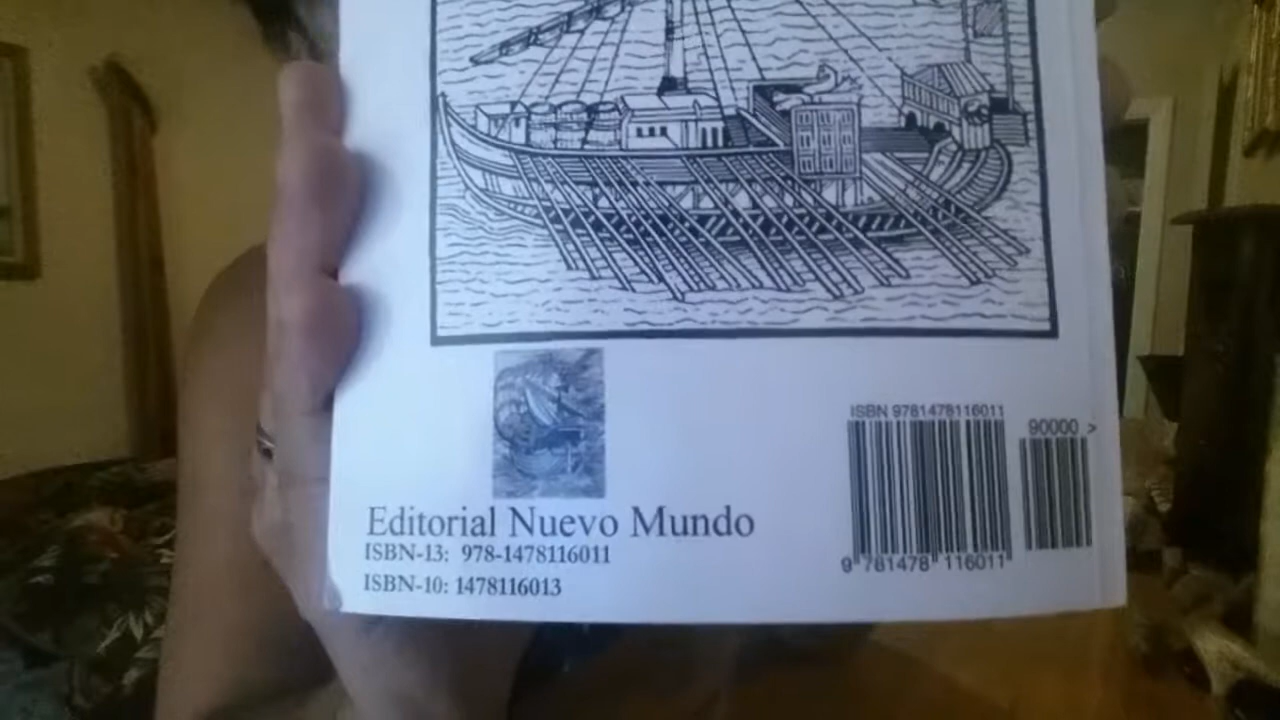 ISBN 9781478116011
90000 >
9 781478 116011
Editorial Nuevo Mundo
ISBN-13: 978-1478116011
ISBN-10: 1478116013